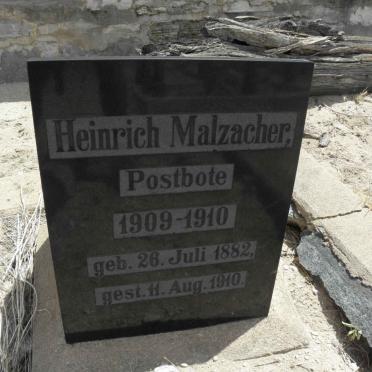 Heinrich Malzacher,
Postbote
1909-1910
geb. 26. Juli 1882,
gest. 11. Aug. 1910.